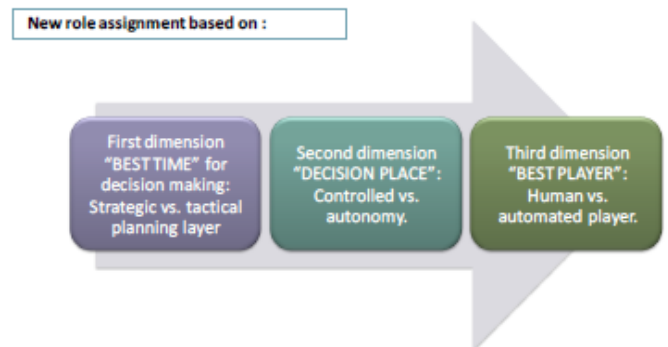 New role assignment based on :
First dimension
“BEST TIME” for
decision making:
Strategic vs. tactical
planning layer
Second dimension
“DECISION PLACE”:
Controlled vs.
autonomy.
Third dimension
“BEST PLAYER”:
Human vs.
automated player.